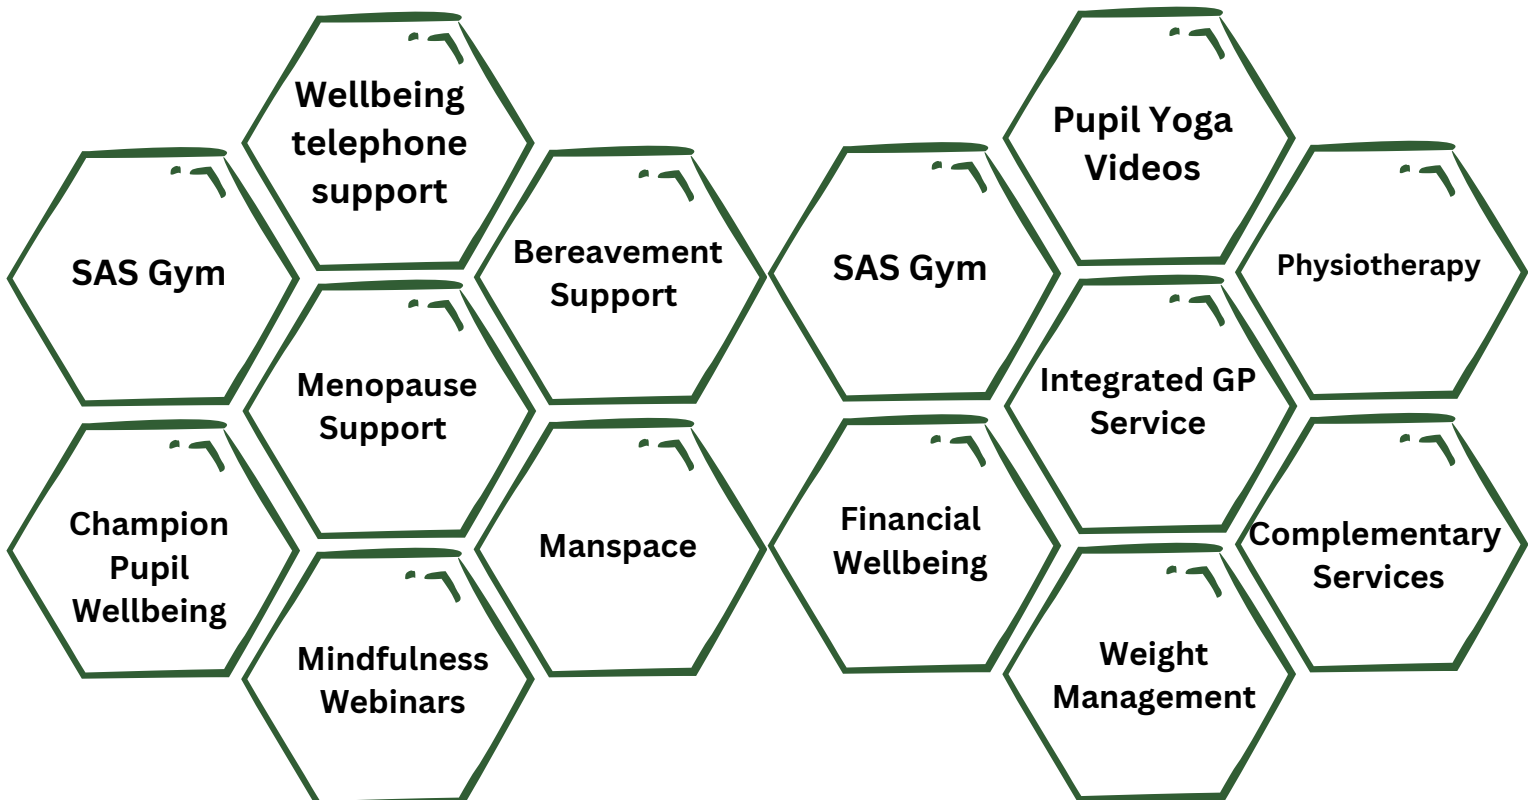 Wellbeing
telephone
support
SAS Gym
Bereavement
Support
Menopause
Support
Champion
Pupil
Wellbeing
Manspace
Mindfulness
Webinars
Pupil Yoga
Videos
SAS Gym
Physiotherapy
Integrated GP
Service
Financial
Wellbeing
Complementary
Services
Weight
Management